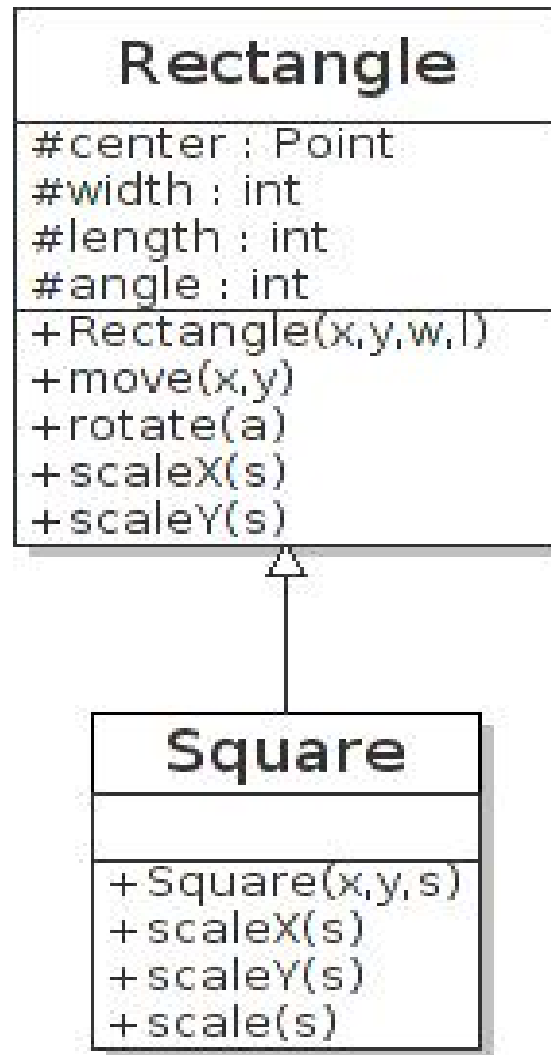 Rectangle
#center : Point
#width : int
#length : int
#angle : int
+Rectangle(x,y,w,l)
+move(x,y)
+rotate(a)
+scaleX(s)
+scaleY(s)
Square
+Square(x,y,s)
+scaleX(s)
+scaleY(s)
+scale(s)